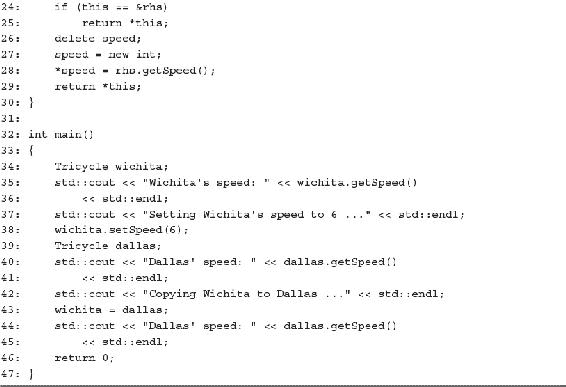 24:     if (this == &rhs)
25:         return *this;
26:     delete speed;
27:     speed = new int;
28:     *speed = rhs.getSpeed();
29:     return *this;
30: }
31:
32: int main()
33: {
34:     Tricycle wichita;
35:     std::cout << "Wichita's speed: " << wichita.getSpeed()
36:         << std::endl;
37:     std::cout << "Setting Wichita's speed to 6 ..." << std::endl;
38:     wichita.setSpeed(6);
39:     Tricycle dallas;
40:     std::cout << "Dallas' speed: " << dallas.getSpeed()
41:         << std::endl;
42:     std::cout << "Copying Wichita to Dallas ..." << std::endl;
43:     wichita = dallas;
44:     std::cout << "Dallas' speed: " << dallas.getSpeed()
45:         << std::endl;
46:     return 0;
47: }